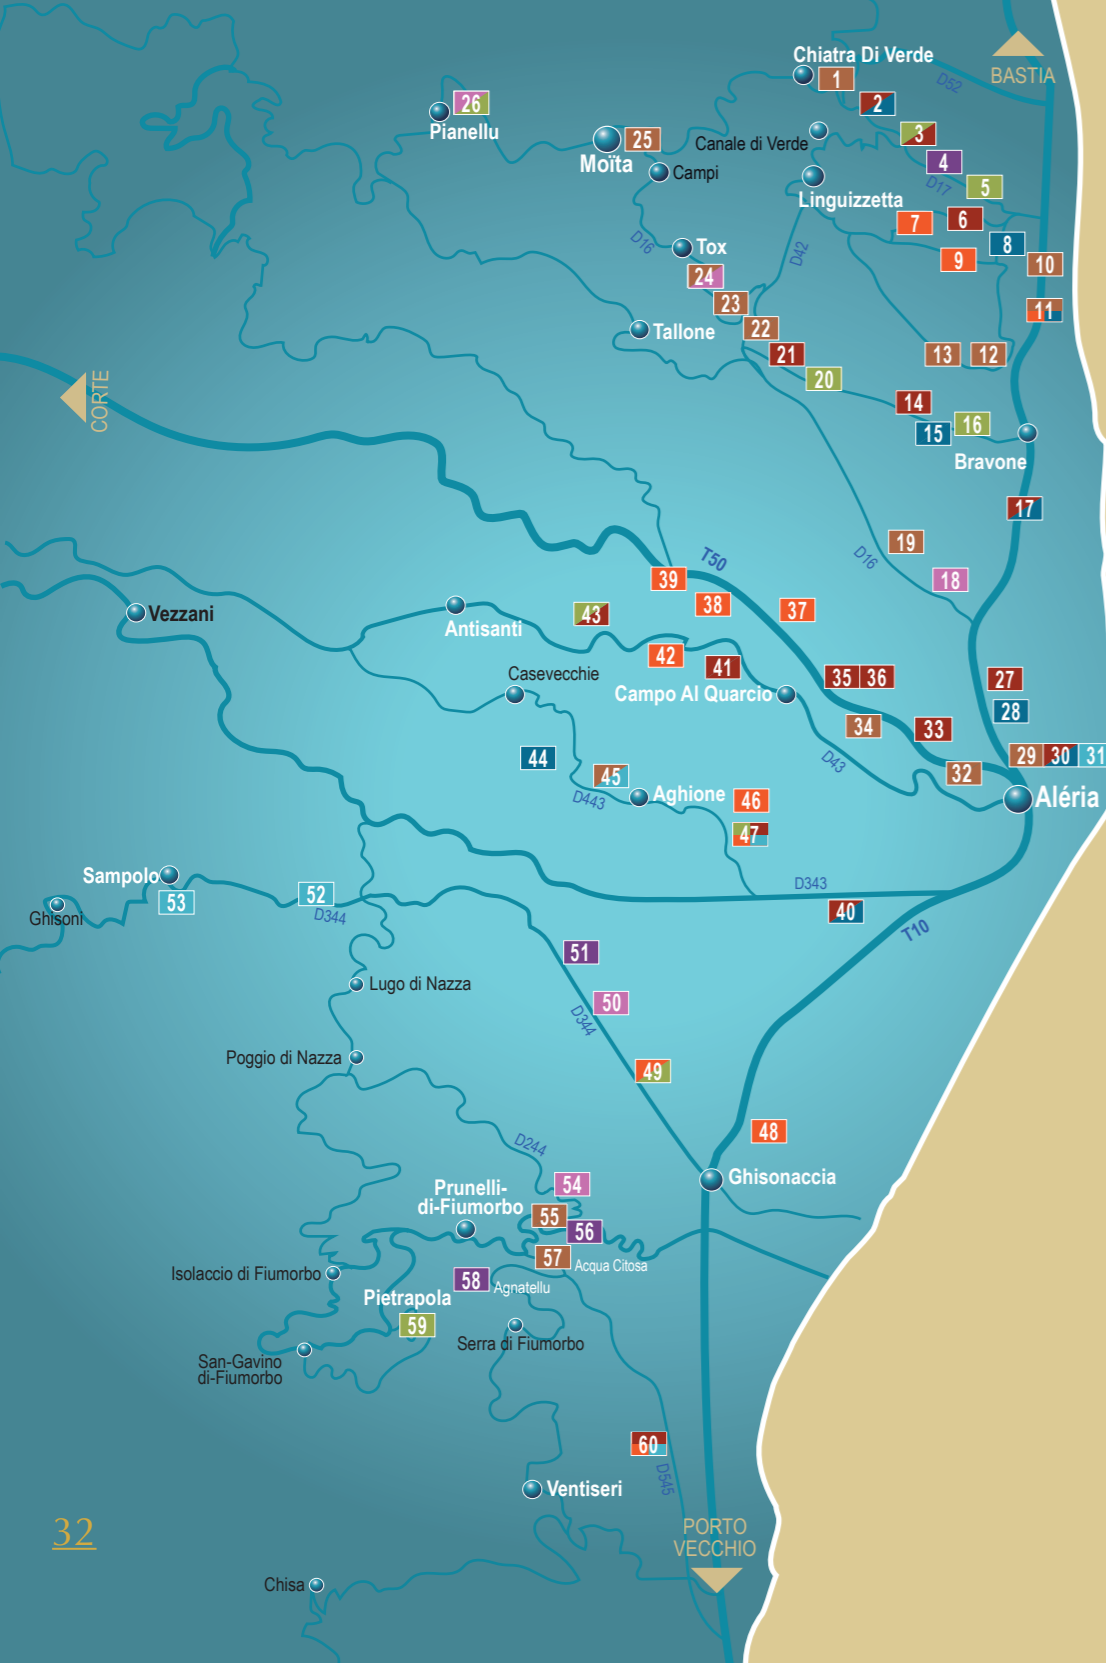 Chiatra Di Verde
1
BASTIA
D52
26
2
Pianellu
3
25
Canale di Verde
Moïta
4
Campi
D17
5
Linguizzetta
7
6
D16
Tox
D42
8
9
10
24
23
11
22
Tallone
21
13
12
20
CORTE
14
16
15
Bravone
17
19
T50
D16
39
18
38
37
43
Vezzani
Antisanti
42
41
Casevecchie
35
36
27
Campo Al Quarcio
28
34
33
44
29
30
31
D43
45
32
Aghione
46
Aléria
D443
47
Sampolo
D343
52
53
40
Ghisoni
D344
T10
51
Lugo di Nazza
50
D344
Poggio di Nazza
49
48
D244
Ghisonaccia
54
Prunelli-
di-Fiumorbo
55
56
57
Acqua Citosa
Isolaccio di Fiumorbo
58
Agnatellu
Pietrapola
59
Serra di Fiumorbo
San-Gavino
di-Fiumorbo
60
D545
Ventiseri
32
PORTO
VECCHIO
Chisa